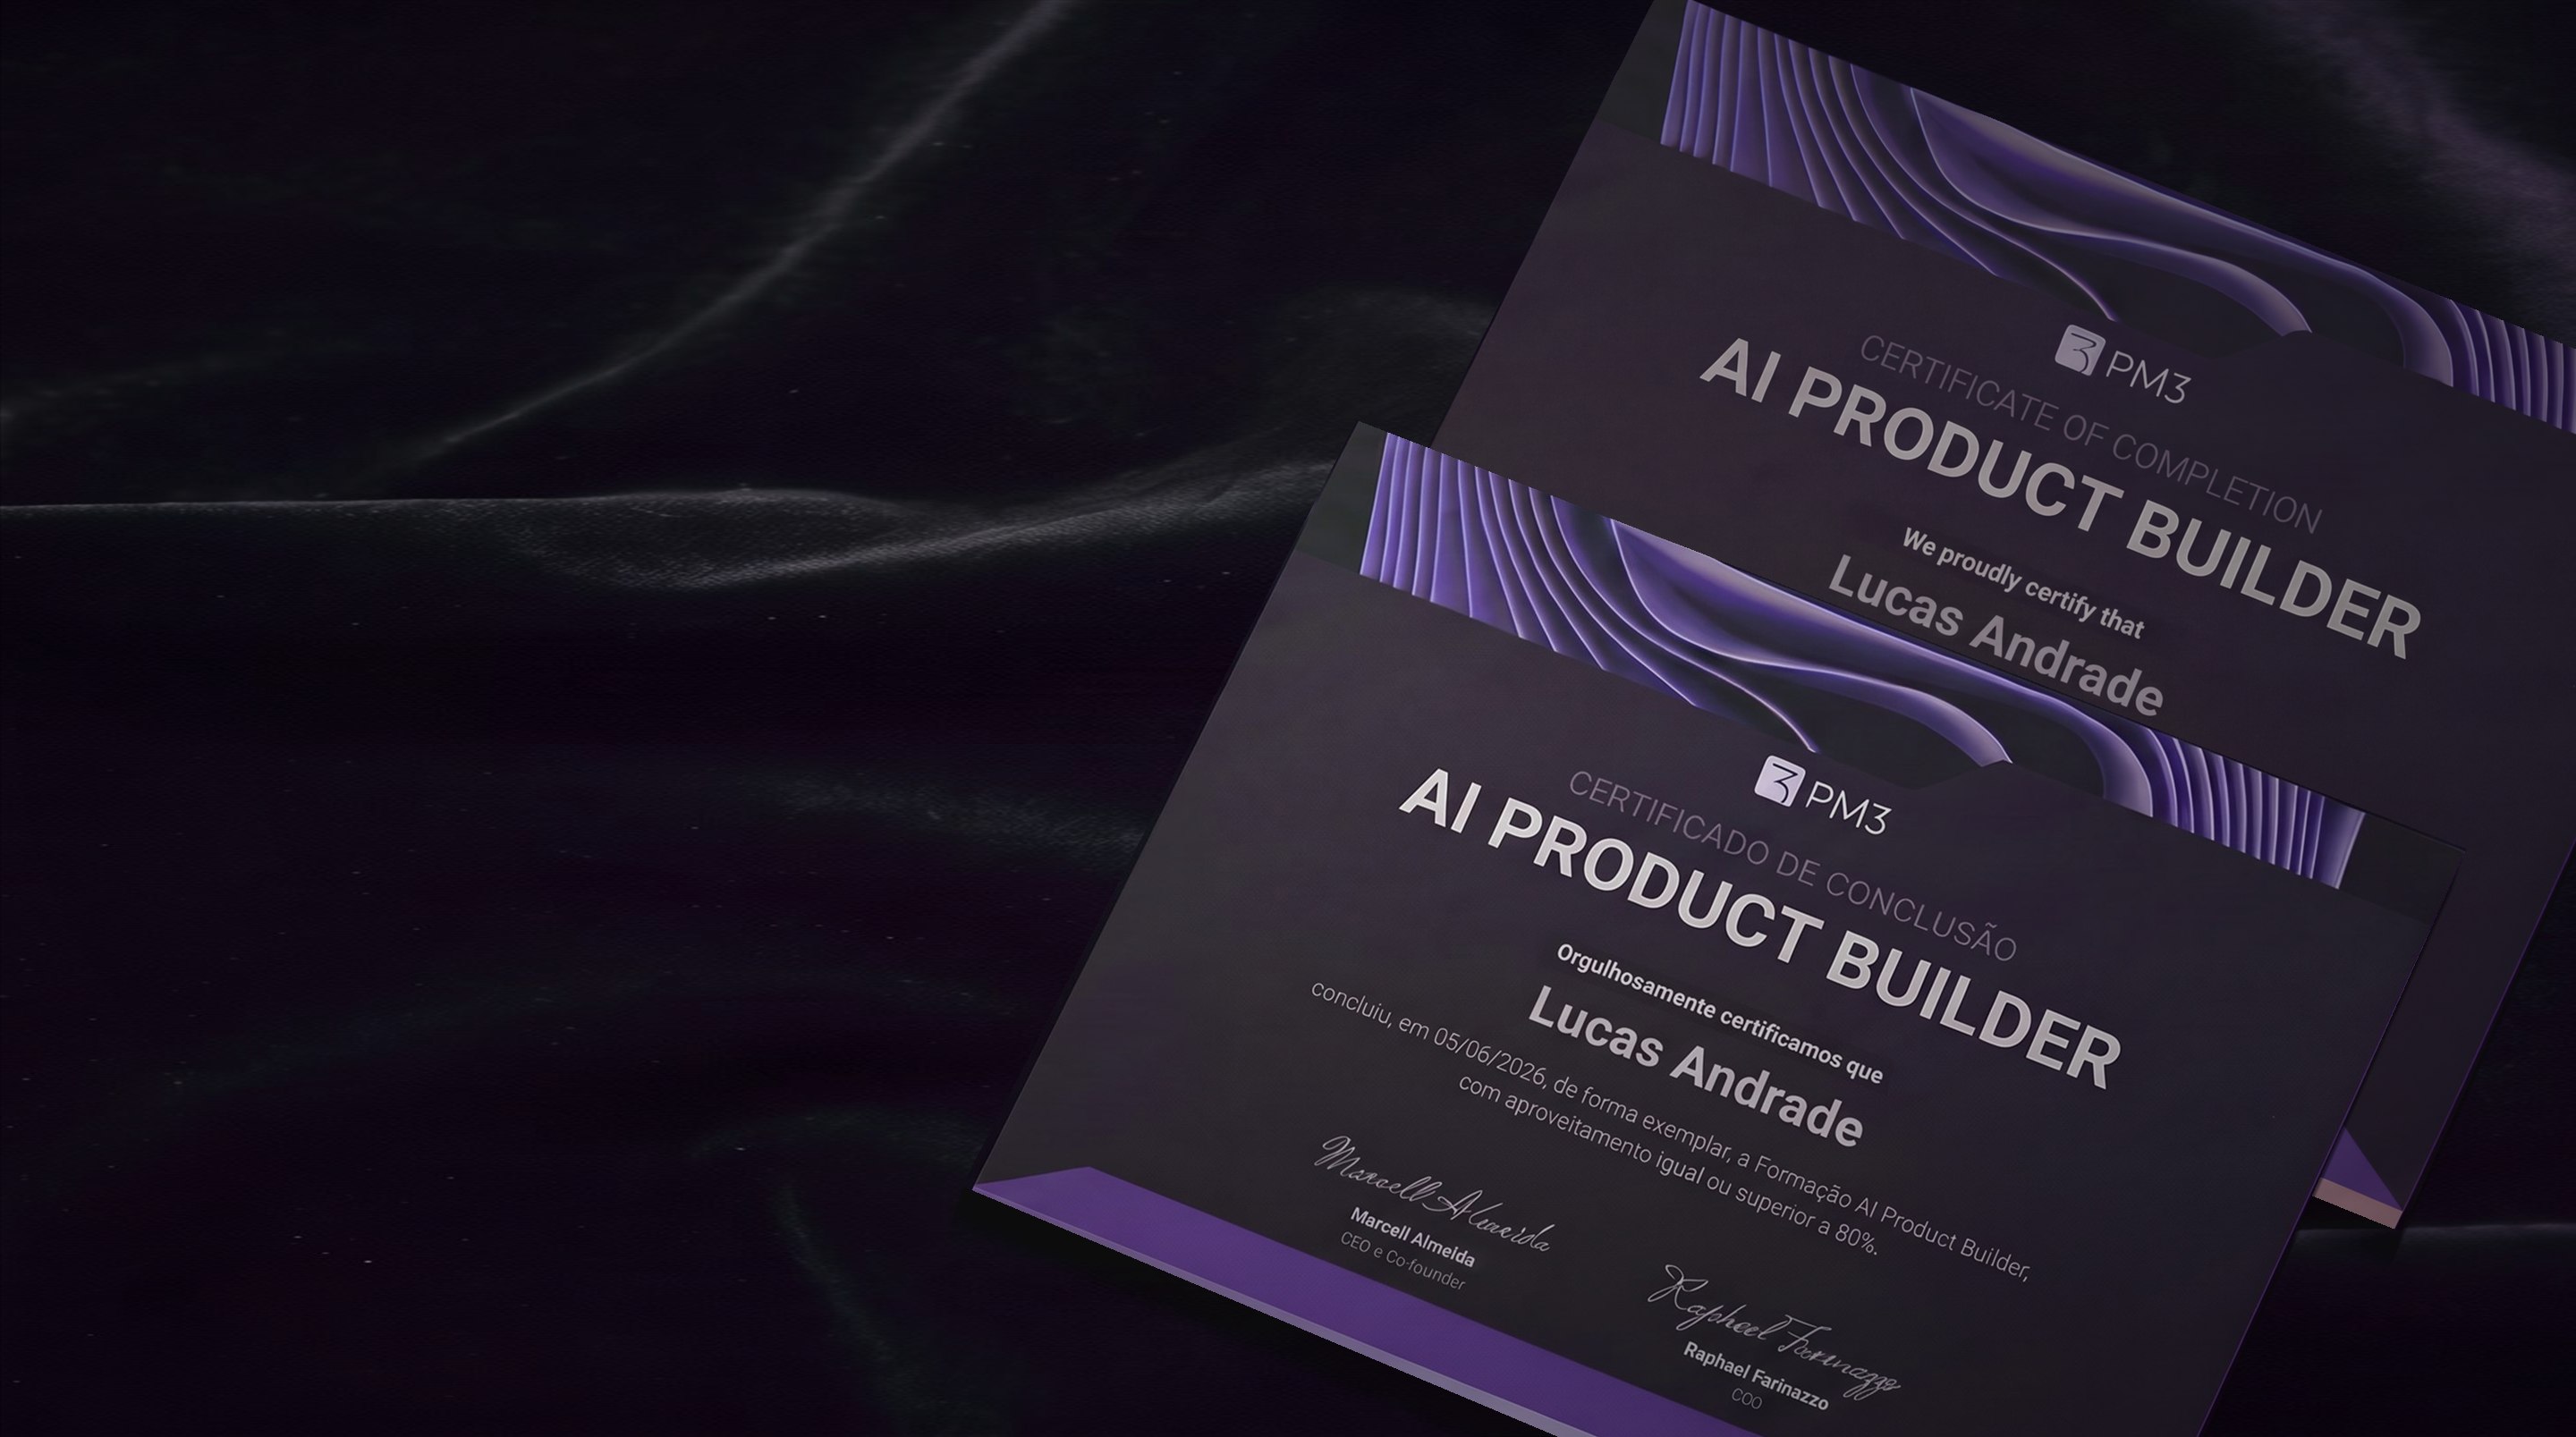 PM3
CERTIFICATE OF COMPLETION
AI PRODUCT BUILDER
We proudly certify that
Lucas Andrade
PM3
CERTIFICADO DE CONCLUSÃO
AI PRODUCT BUILDER
Orgulhosamente certificamos que
Lucas Andrade
concluiu, em 05/06/2026, de forma exemplar, a Formação AI Product Builder,
com aproveitamento igual ou superior a 80%.
Marcell Almeida
Marcell Almeida
CEO e Co-founder
Raphael Farinazzo
Raphael Farinazzo
COO